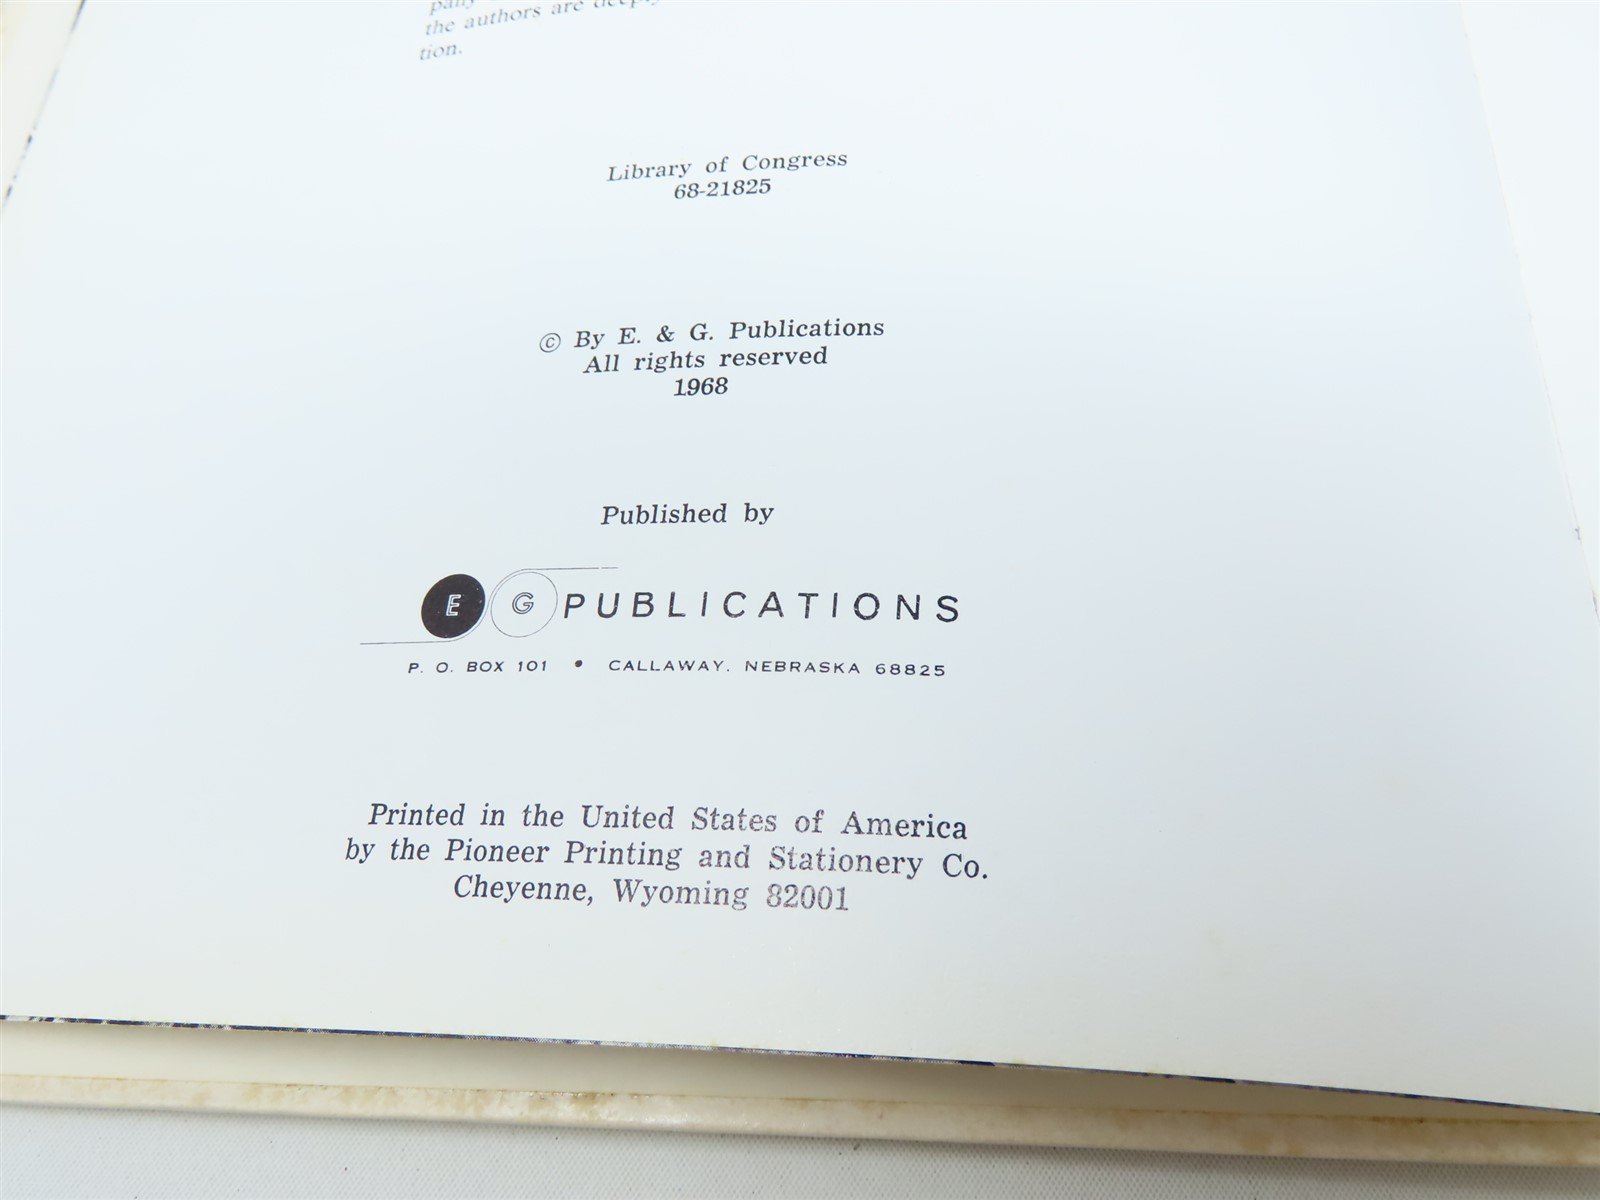 the authors are deeply
tion.
Library of Congress
68-21825
© By E. & G. Publications
All rights reserved
1968
Published by
E G PUBLICATIONS
P. O. BOX 101 • CALLAWAY, NEBRASKA 68825
Printed in the United States of America
by the Pioneer Printing and Stationery Co.
Cheyenne, Wyoming 82001